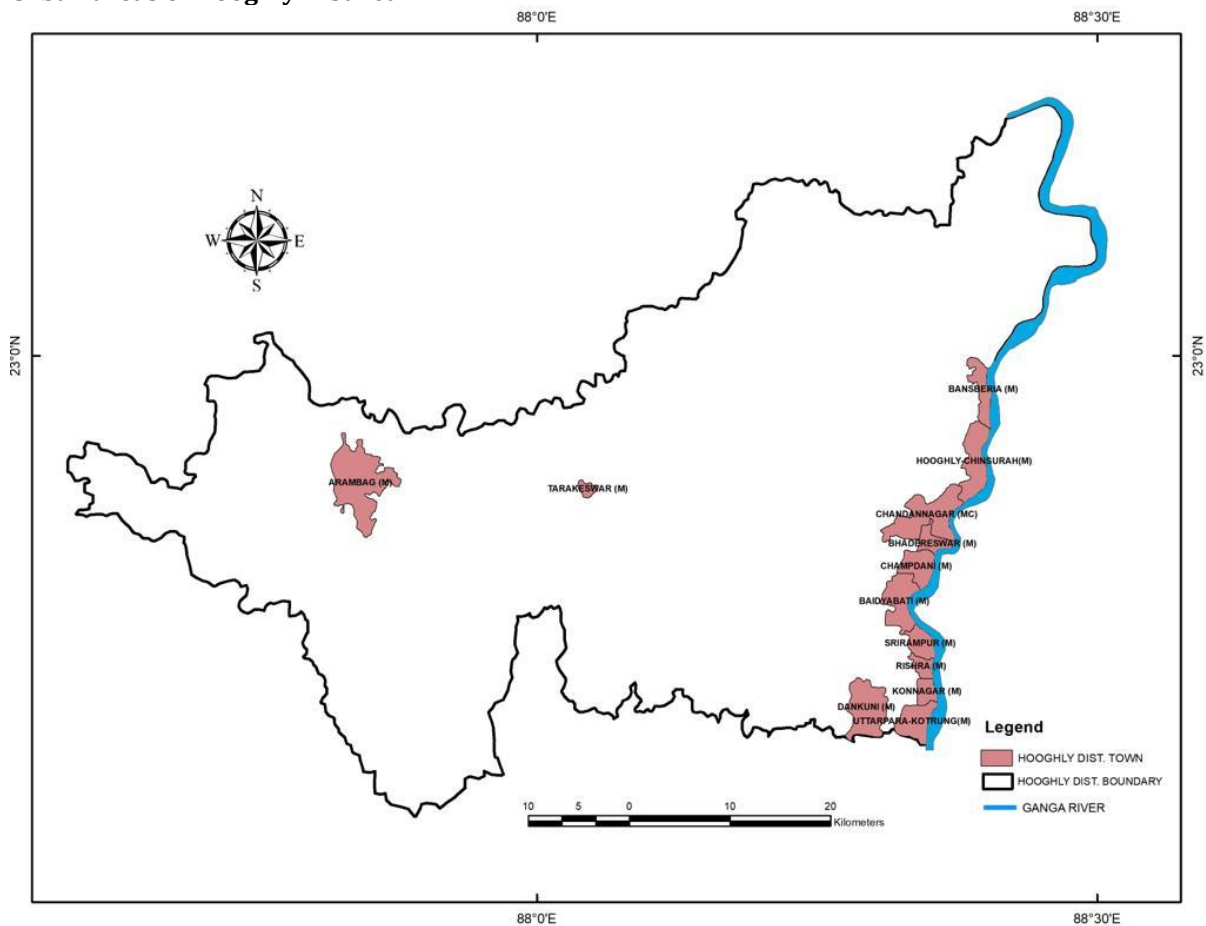 88°0'E
88°30'E
N
W
E
S
23°0'N
23°0'N
BANSBERIA (M)
HOOGHLY-CHINSURAH(M)
ARAMBAG (M)
TARAKESWAR (M)
CHANDANNAGAR (MC)
BHADERESWAR (M)
CHAMPDANI (M)
BAIDYABATI (M)
SRIRAMPUR (M)
RISHRA (M)
KONNAGAR (M)
DANKUNI (M)
UTTARPARA-KOTRUNG(M)
Legend
HOOGHLY DIST. TOWN
HOOGHLY DIST. BOUNDARY
GANGA RIVER
10 5 0 10 20
Kilometers
88°0'E
88°30'E